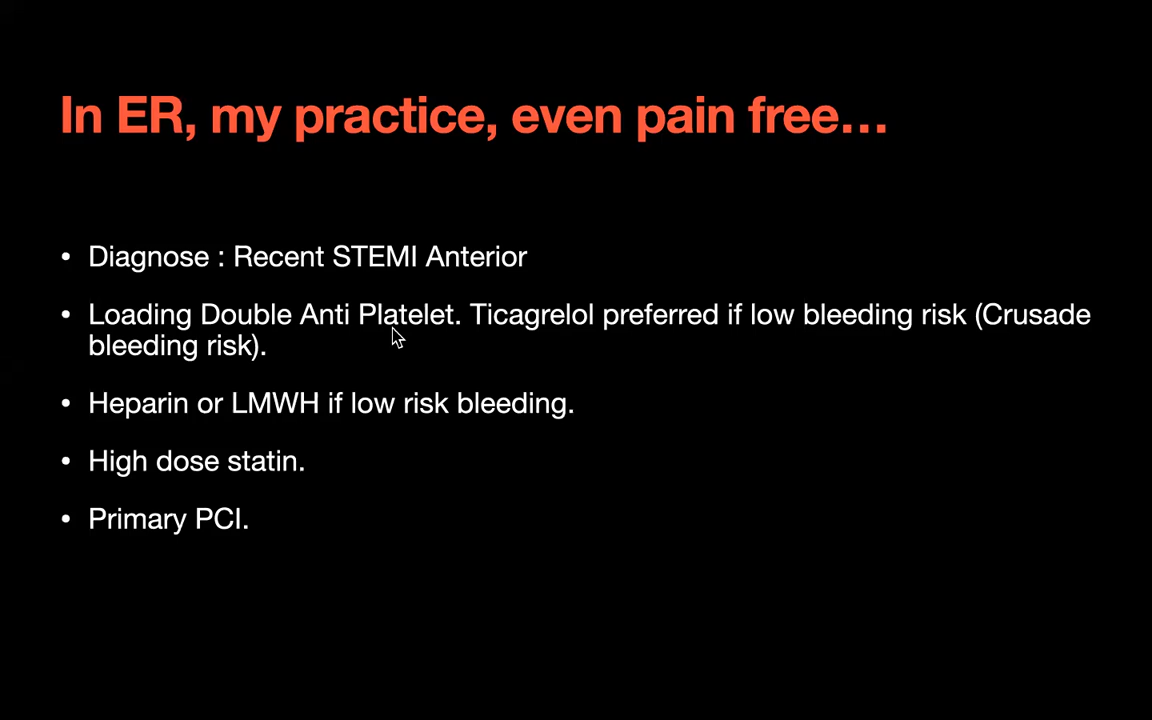 In ER, my practice, even pain free…
• Diagnose : Recent STEMI Anterior
• Loading Double Anti Platelet. Ticagrelol preferred if low bleeding risk (Crusade
bleeding risk).
• Heparin or LMWH if low risk bleeding.
• High dose statin.
• Primary PCI.